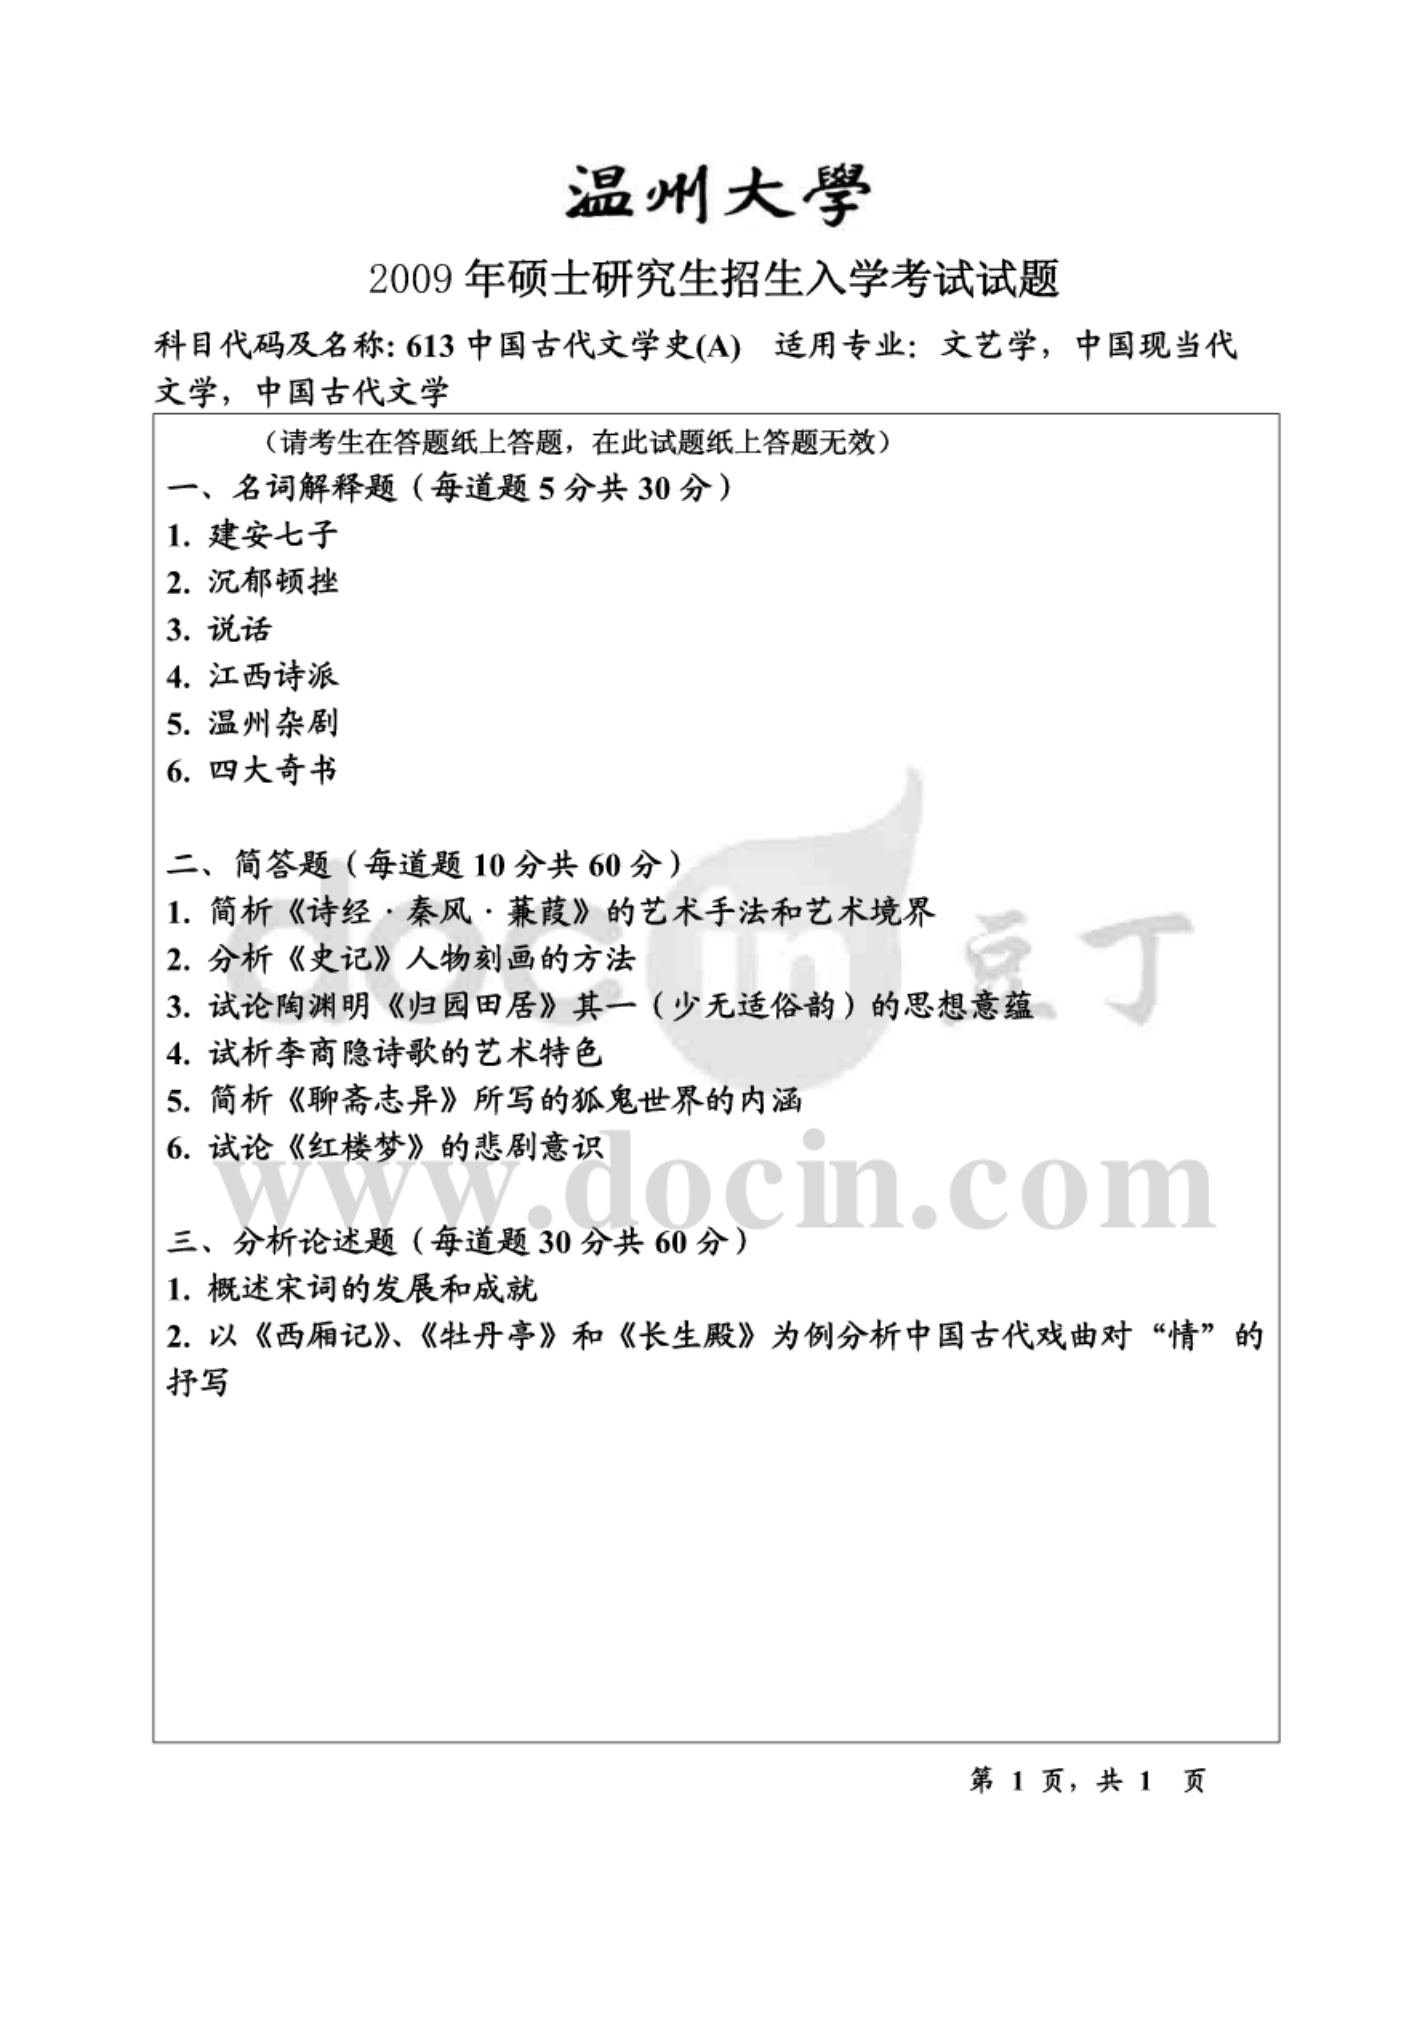 温州大學
2009年硕士研究生招生入学考试试题
科目代码及名称: 613 中国古代文学史(A)　适用专业：文艺学，中国现当代
文学，中国古代文学
（请考生在答题纸上答题，在此试题纸上答题无效）
一、名词解释题（每道题 5 分共 30 分）
1. 建安七子
2. 沉郁顿挫
3. 说话
4. 江西诗派
5. 温州杂剧
6. 四大奇书
二、简答题（每道题 10 分共 60 分）
1. 简析《诗经·秦风·蒹葭》的艺术手法和艺术境界
2. 分析《史记》人物刻画的方法
3. 试论陶渊明《归园田居》其一（少无适俗韵）的思想意蕴
4. 试析李商隐诗歌的艺术特色
5. 简析《聊斋志异》所写的狐鬼世界的内涵
6. 试论《红楼梦》的悲剧意识
三、分析论述题（每道题 30 分共 60 分）
1. 概述宋词的发展和成就
2. 以《西厢记》、《牡丹亭》和《长生殿》为例分析中国古代戏曲对“情”的
抒写
第 1 页，共 1 页
docin 豆丁
www.docin.com